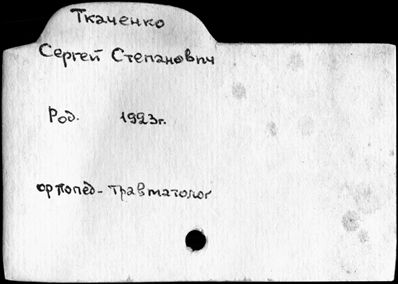 Ткаченко
Сергей Степанович
Род. 1923г.
ортопед-травматолог